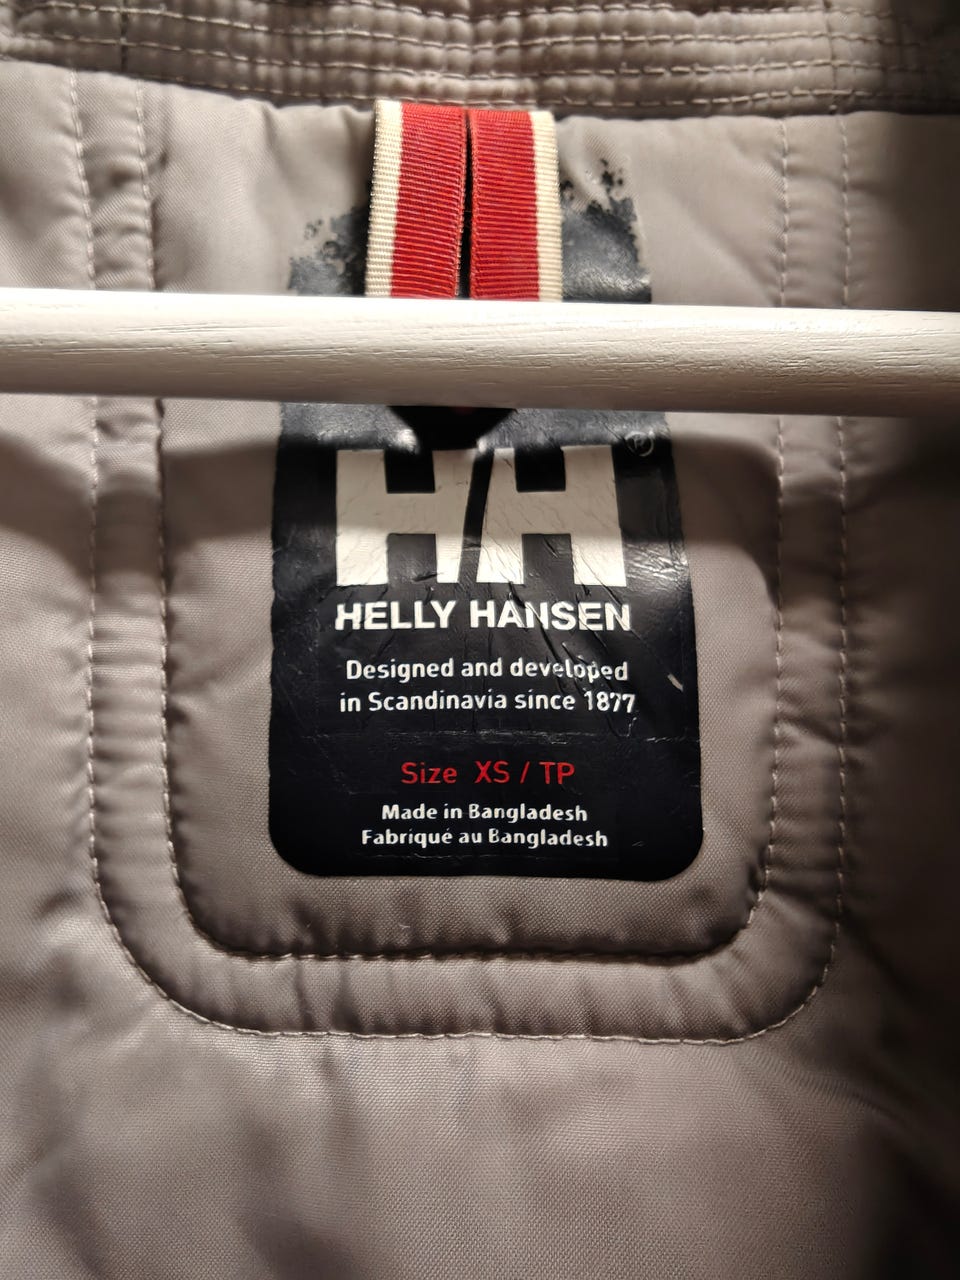 HH®
HELLY HANSEN
Designed and developed
in Scandinavia since 1877
Size XS / TP
Made in Bangladesh
Fabriqué au Bangladesh